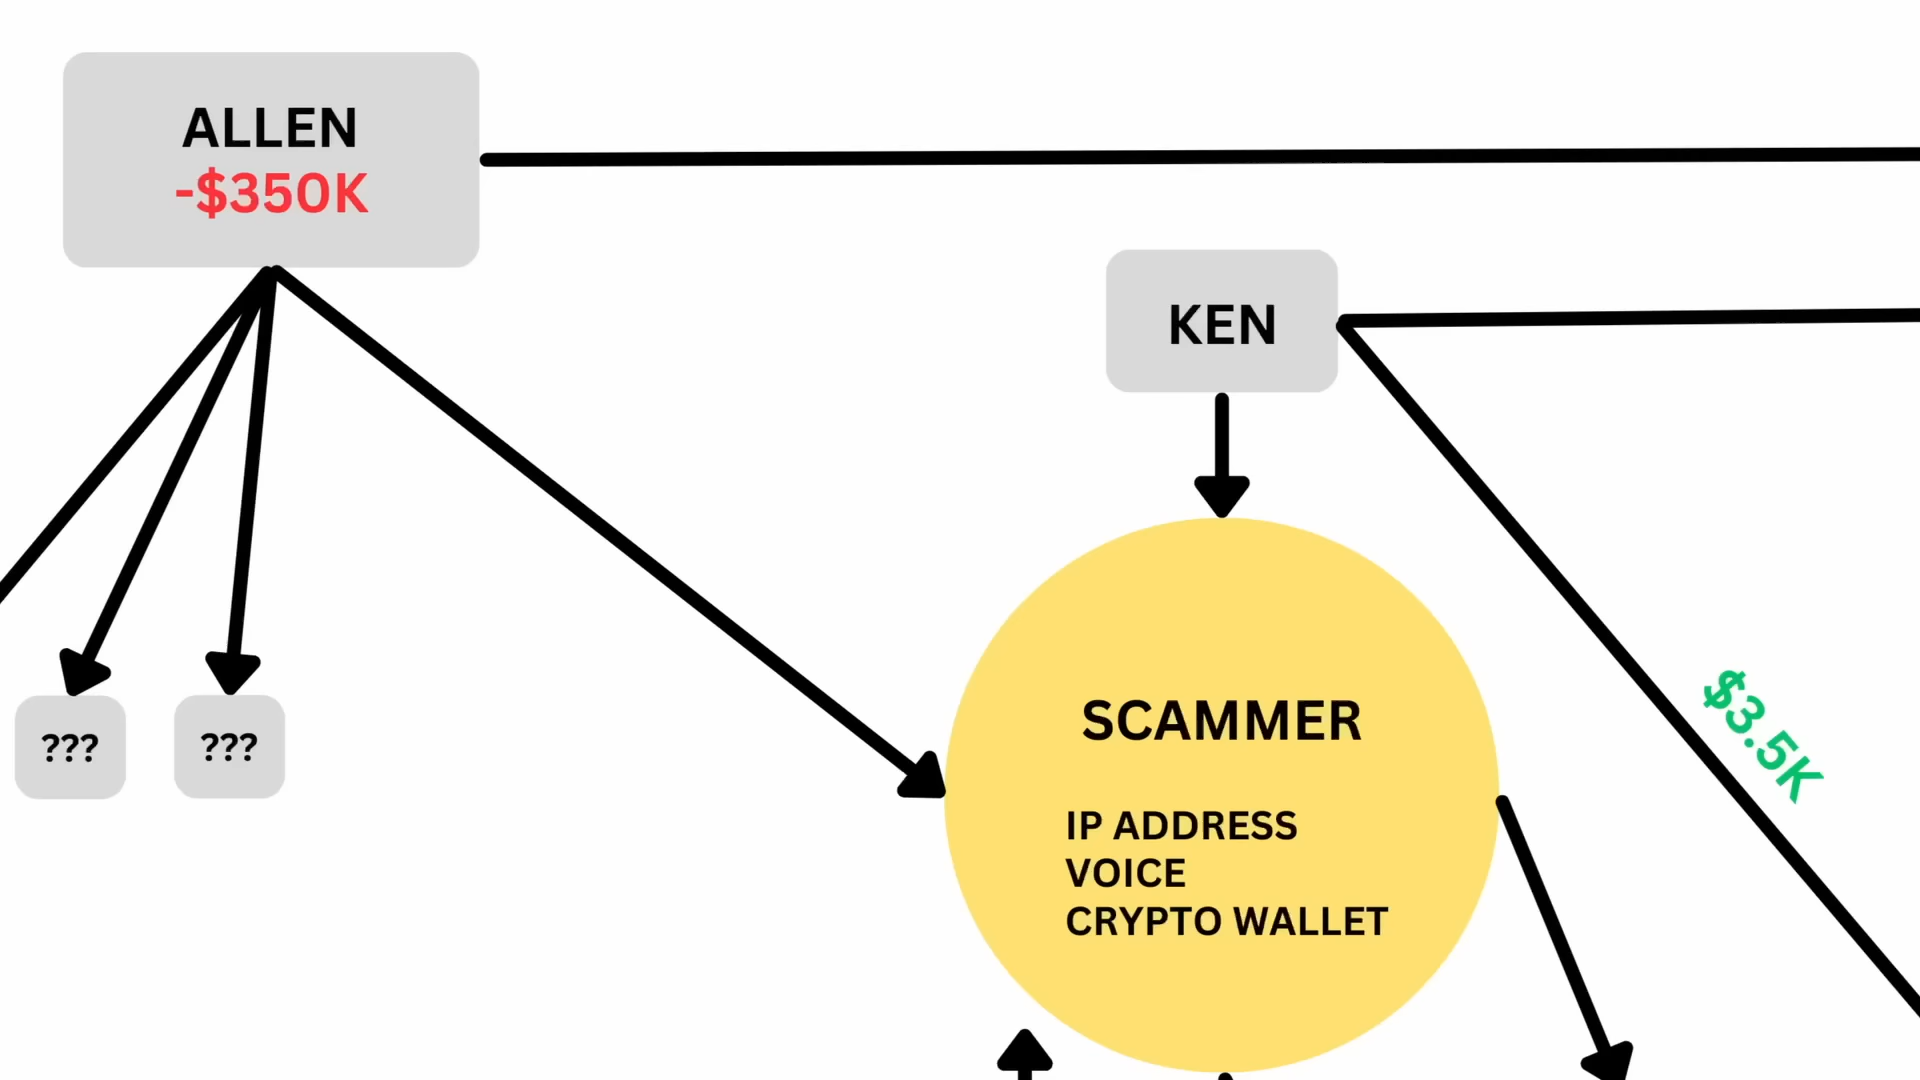 ALLEN
-$350K
KEN
$3.5K
???
???
SCAMMER
IP ADDRESS
VOICE
CRYPTO WALLET